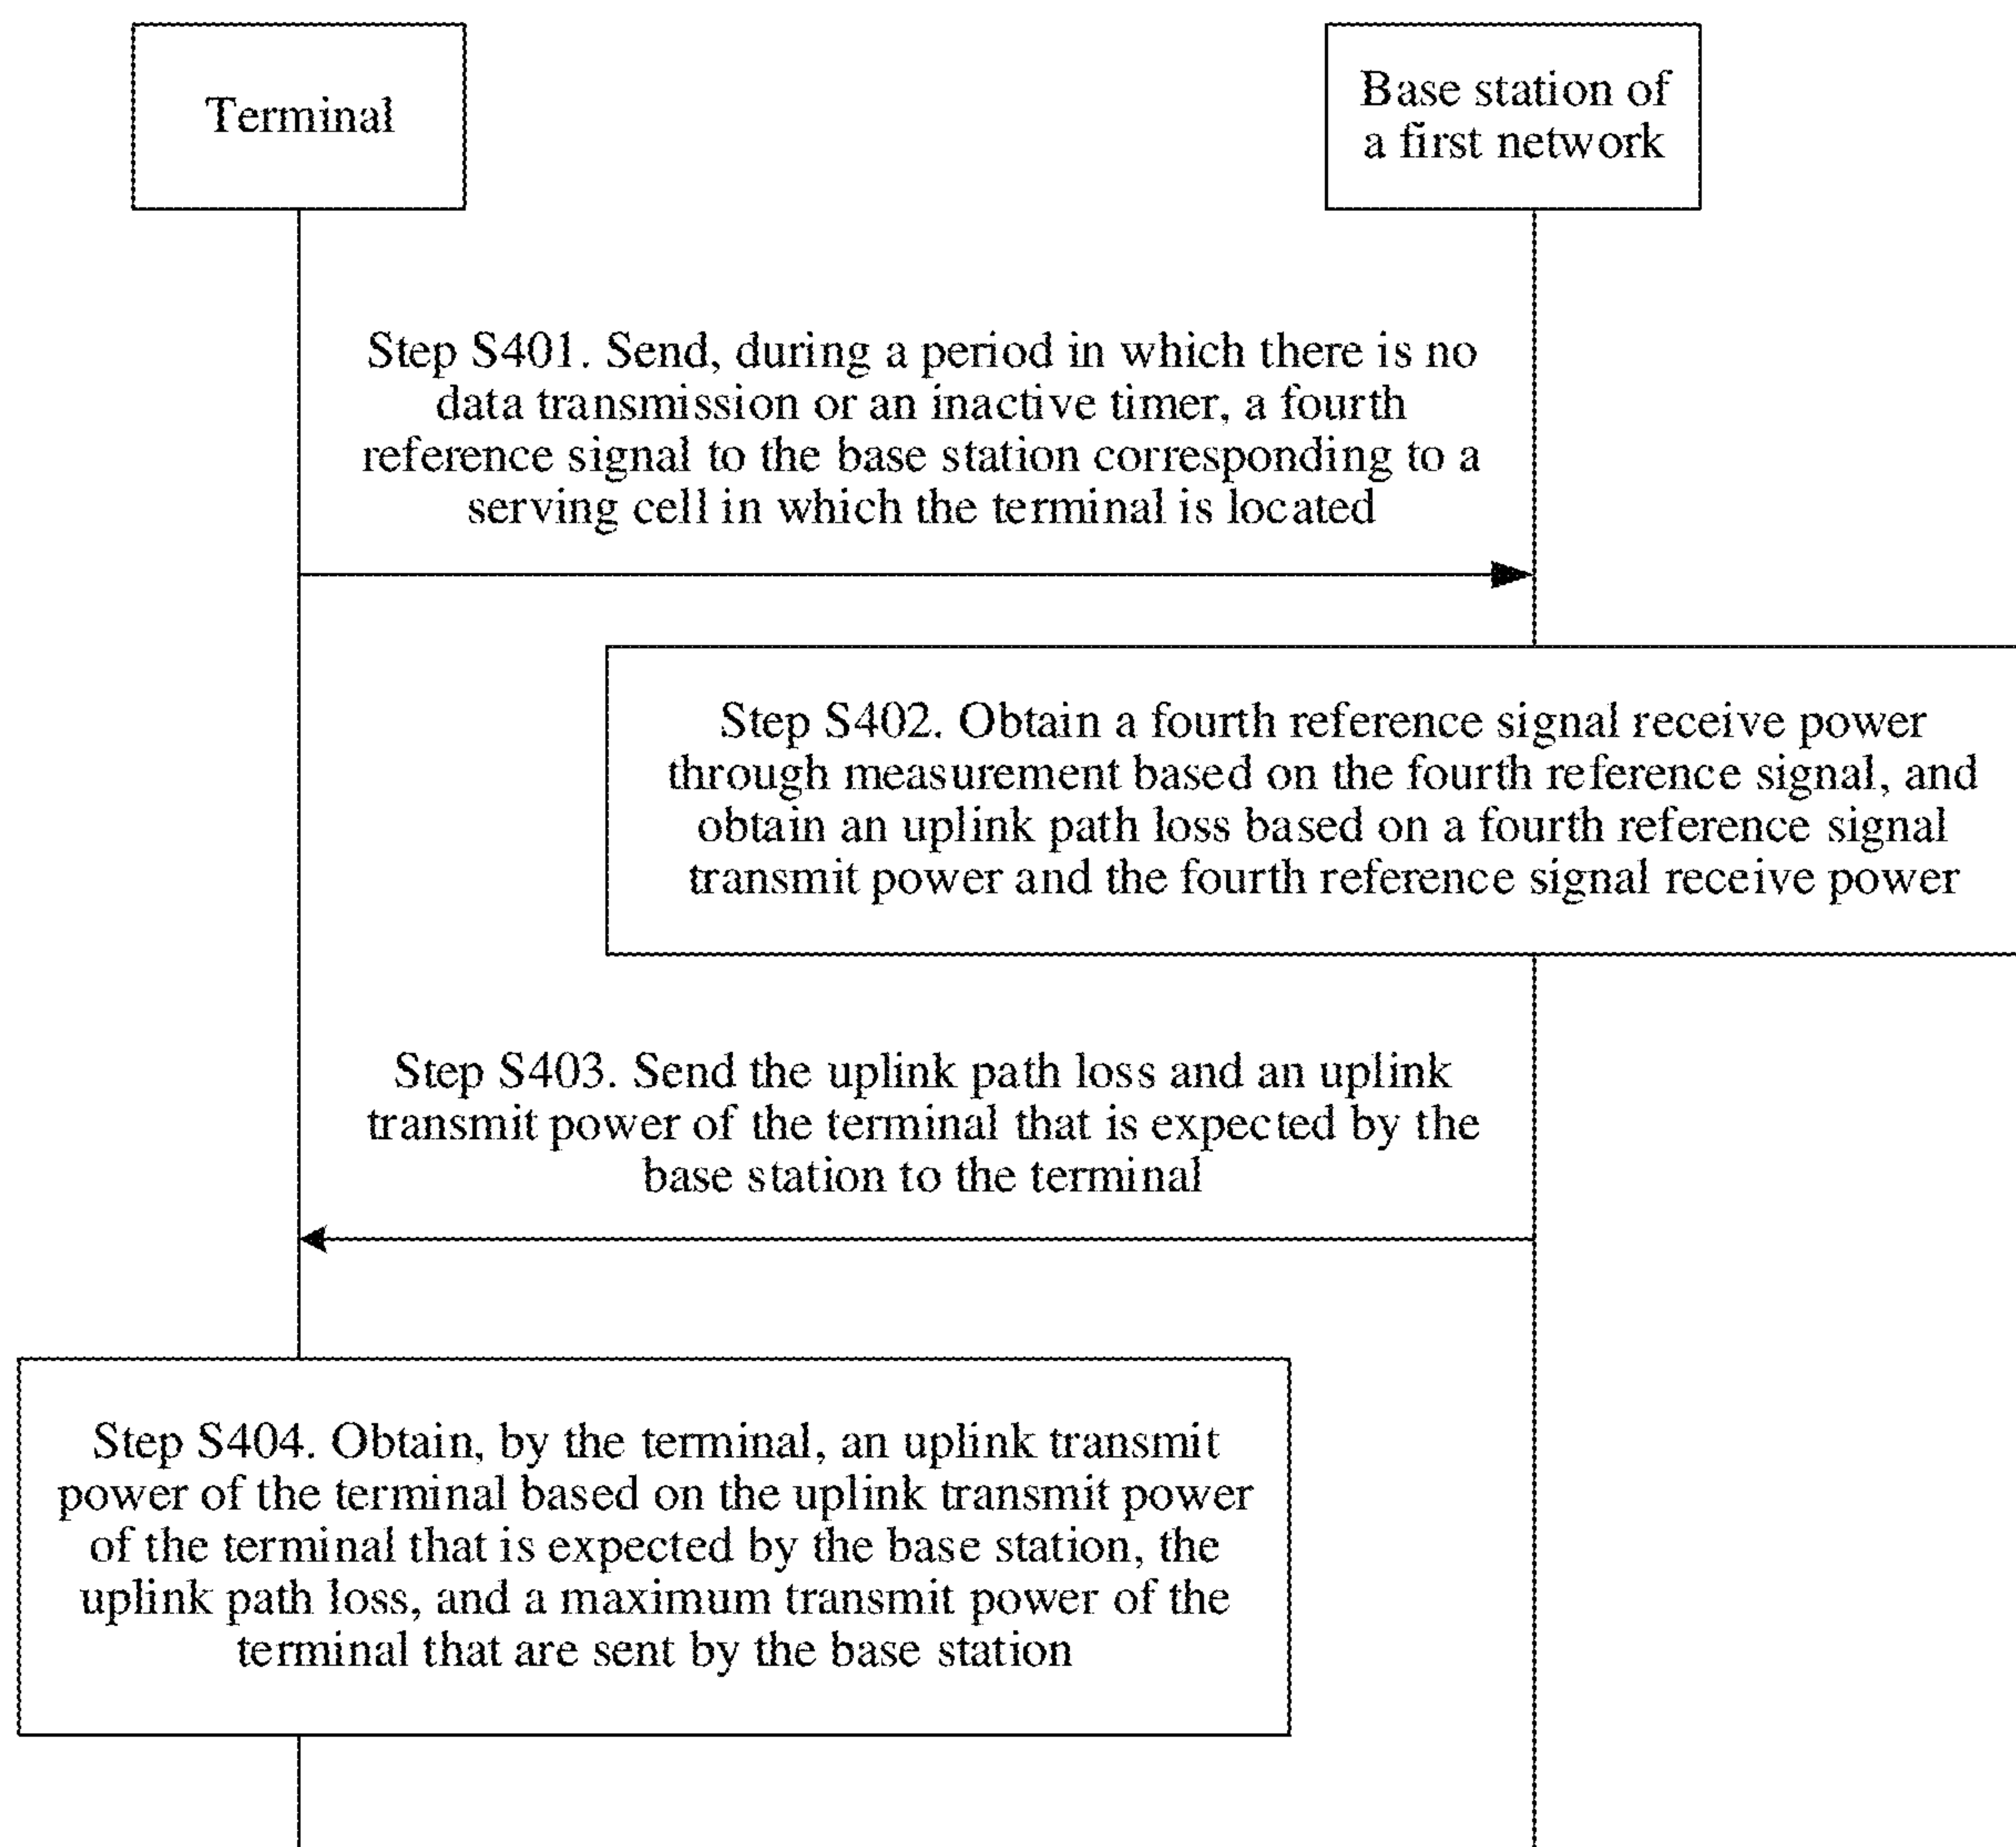 Terminal
Base station of
a first network
Step S401. Send, during a period in which there is no
data transmission or an inactive timer, a fourth
reference signal to the base station corresponding to a
serving cell in which the terminal is located
Step S402. Obtain a fourth reference signal receive power
through measurement based on the fourth reference signal, and
obtain an uplink path loss based on a fourth reference signal
transmit power and the fourth reference signal receive power
Step S403. Send the uplink path loss and an uplink
transmit power of the terminal that is expected by the
base station to the terminal
Step S404. Obtain, by the terminal, an uplink transmit
power of the terminal based on the uplink transmit power
of the terminal that is expected by the base station, the
uplink path loss, and a maximum transmit power of the
terminal that are sent by the base station